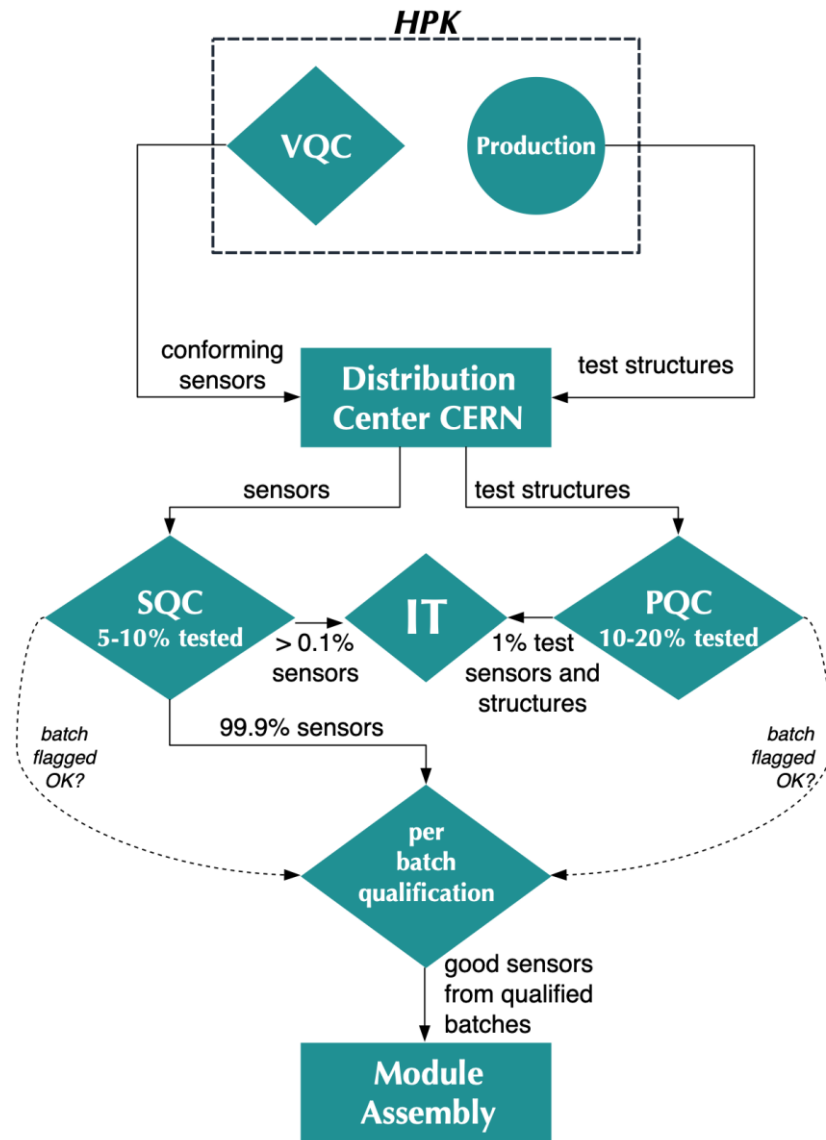 HPK
VQC
Production
conforming
sensors
test structures
Distribution
Center CERN
sensors
test structures
SQC
5-10% tested
IT
PQC
10-20% tested
> 0.1%
sensors
1% test
sensors and
structures
99.9% sensors
batch
flagged
OK?
batch
flagged
OK?
per
batch
qualification
good sensors
from qualified
batches
Module
Assembly